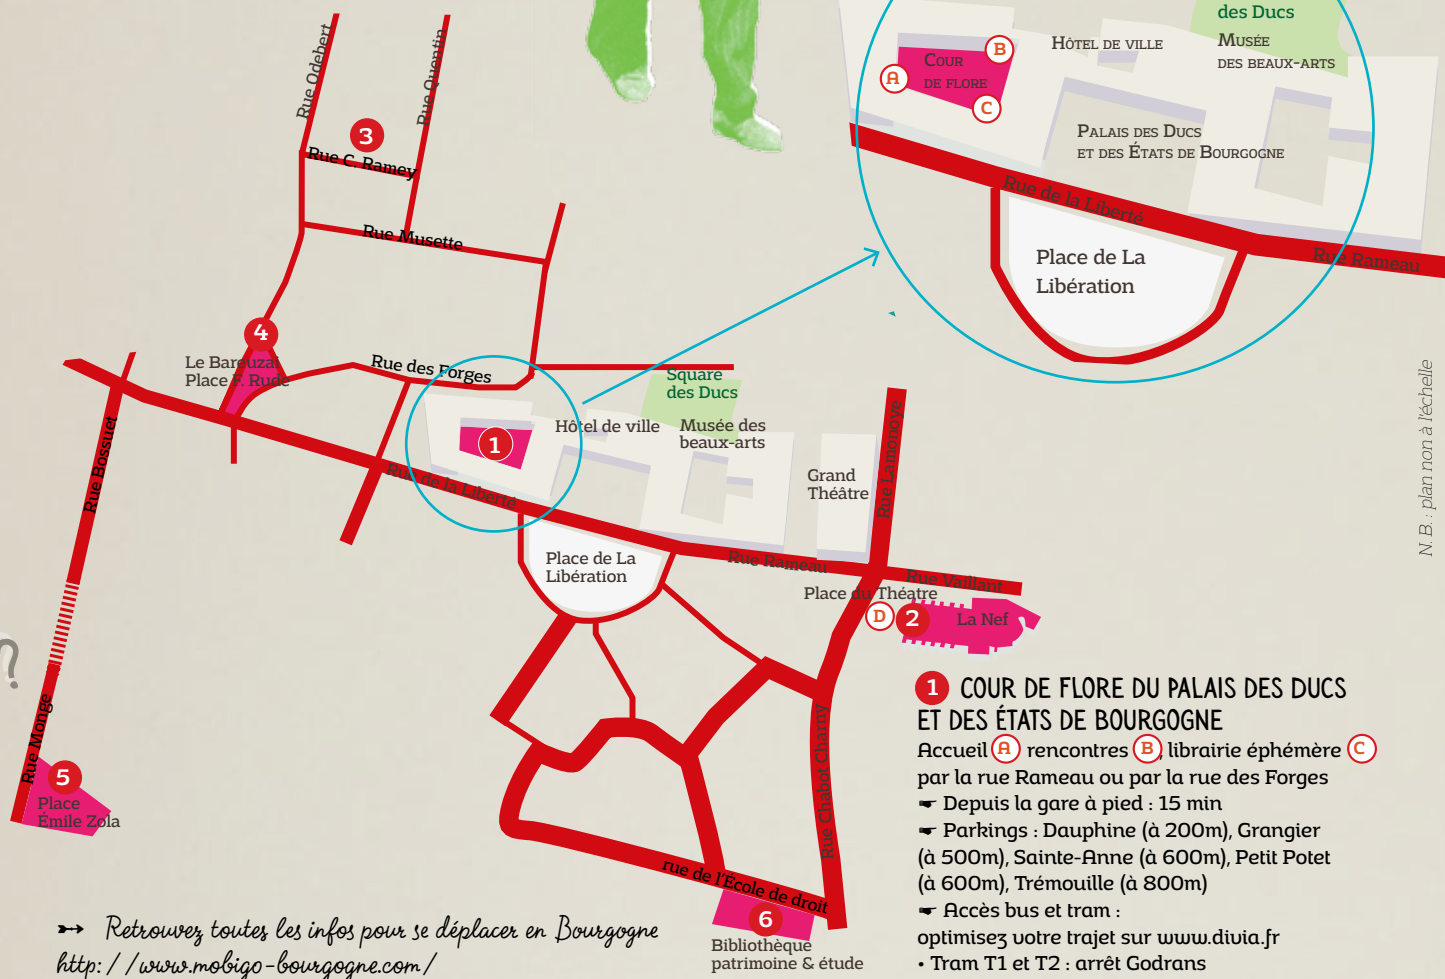 Rue Odebert
Rue Quentin
3
Rue C. Ramey
Rue Musette
4
Le Bareuzai
Place F. Rude
Rue des Forges
Rue Bossuet
1
Rue de la Liberté
Hôtel de ville
Square
des Ducs
Musée des
beaux-arts
Grand
Théâtre
Rue Lamonoye
Place de La
Libération
Rue Rameau
Rue Vaillant
Place du Théatre
D
2
La Nef
Rue Monge
5
Place
Émile Zola
Rue Chabot Charny
rue de l'École de droit
6
Bibliothèque
patrimoine & étude
des Ducs
Musée
des beaux-arts
Hôtel de ville
B
Cour
de flore
A
C
Palais des Ducs
et des États de Bourgogne
Rue de la Liberté
Place de La
Libération
Rue Rameau
N.B. : plan non à l'échelle
?
1 COUR DE FLORE DU PALAIS DES DUCS
ET DES ÉTATS DE BOURGOGNE
Accueil A rencontres B, librairie éphémère C
par la rue Rameau ou par la rue des Forges
☛ Depuis la gare à pied : 15 min
☛ Parkings : Dauphine (à 200m), Grangier
(à 500m), Sainte-Anne (à 600m), Petit Potet
(à 600m), Trémouille (à 800m)
☛ Accès bus et tram :
optimisez votre trajet sur www.divia.fr
• Tram T1 et T2 : arrêt Godrans
➳ Retrouvez toutes les infos pour se déplacer en Bourgogne
http://www.mobigo-bourgogne.com/